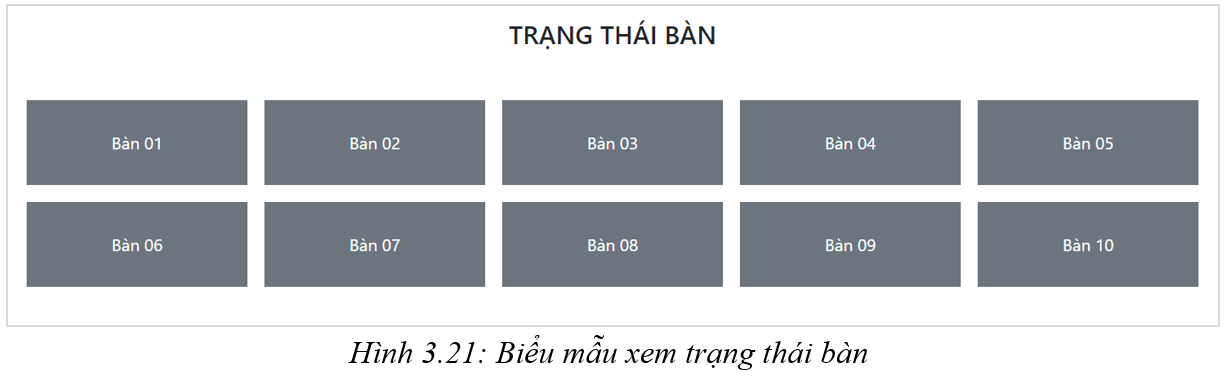 TRẠNG THÁI BÀN
Bàn 01 Bàn 02 Bàn 03 Bàn 04 Bàn 05
Bàn 06 Bàn 07 Bàn 08 Bàn 09 Bàn 10
Hình 3.21: Biểu mẫu xem trạng thái bàn